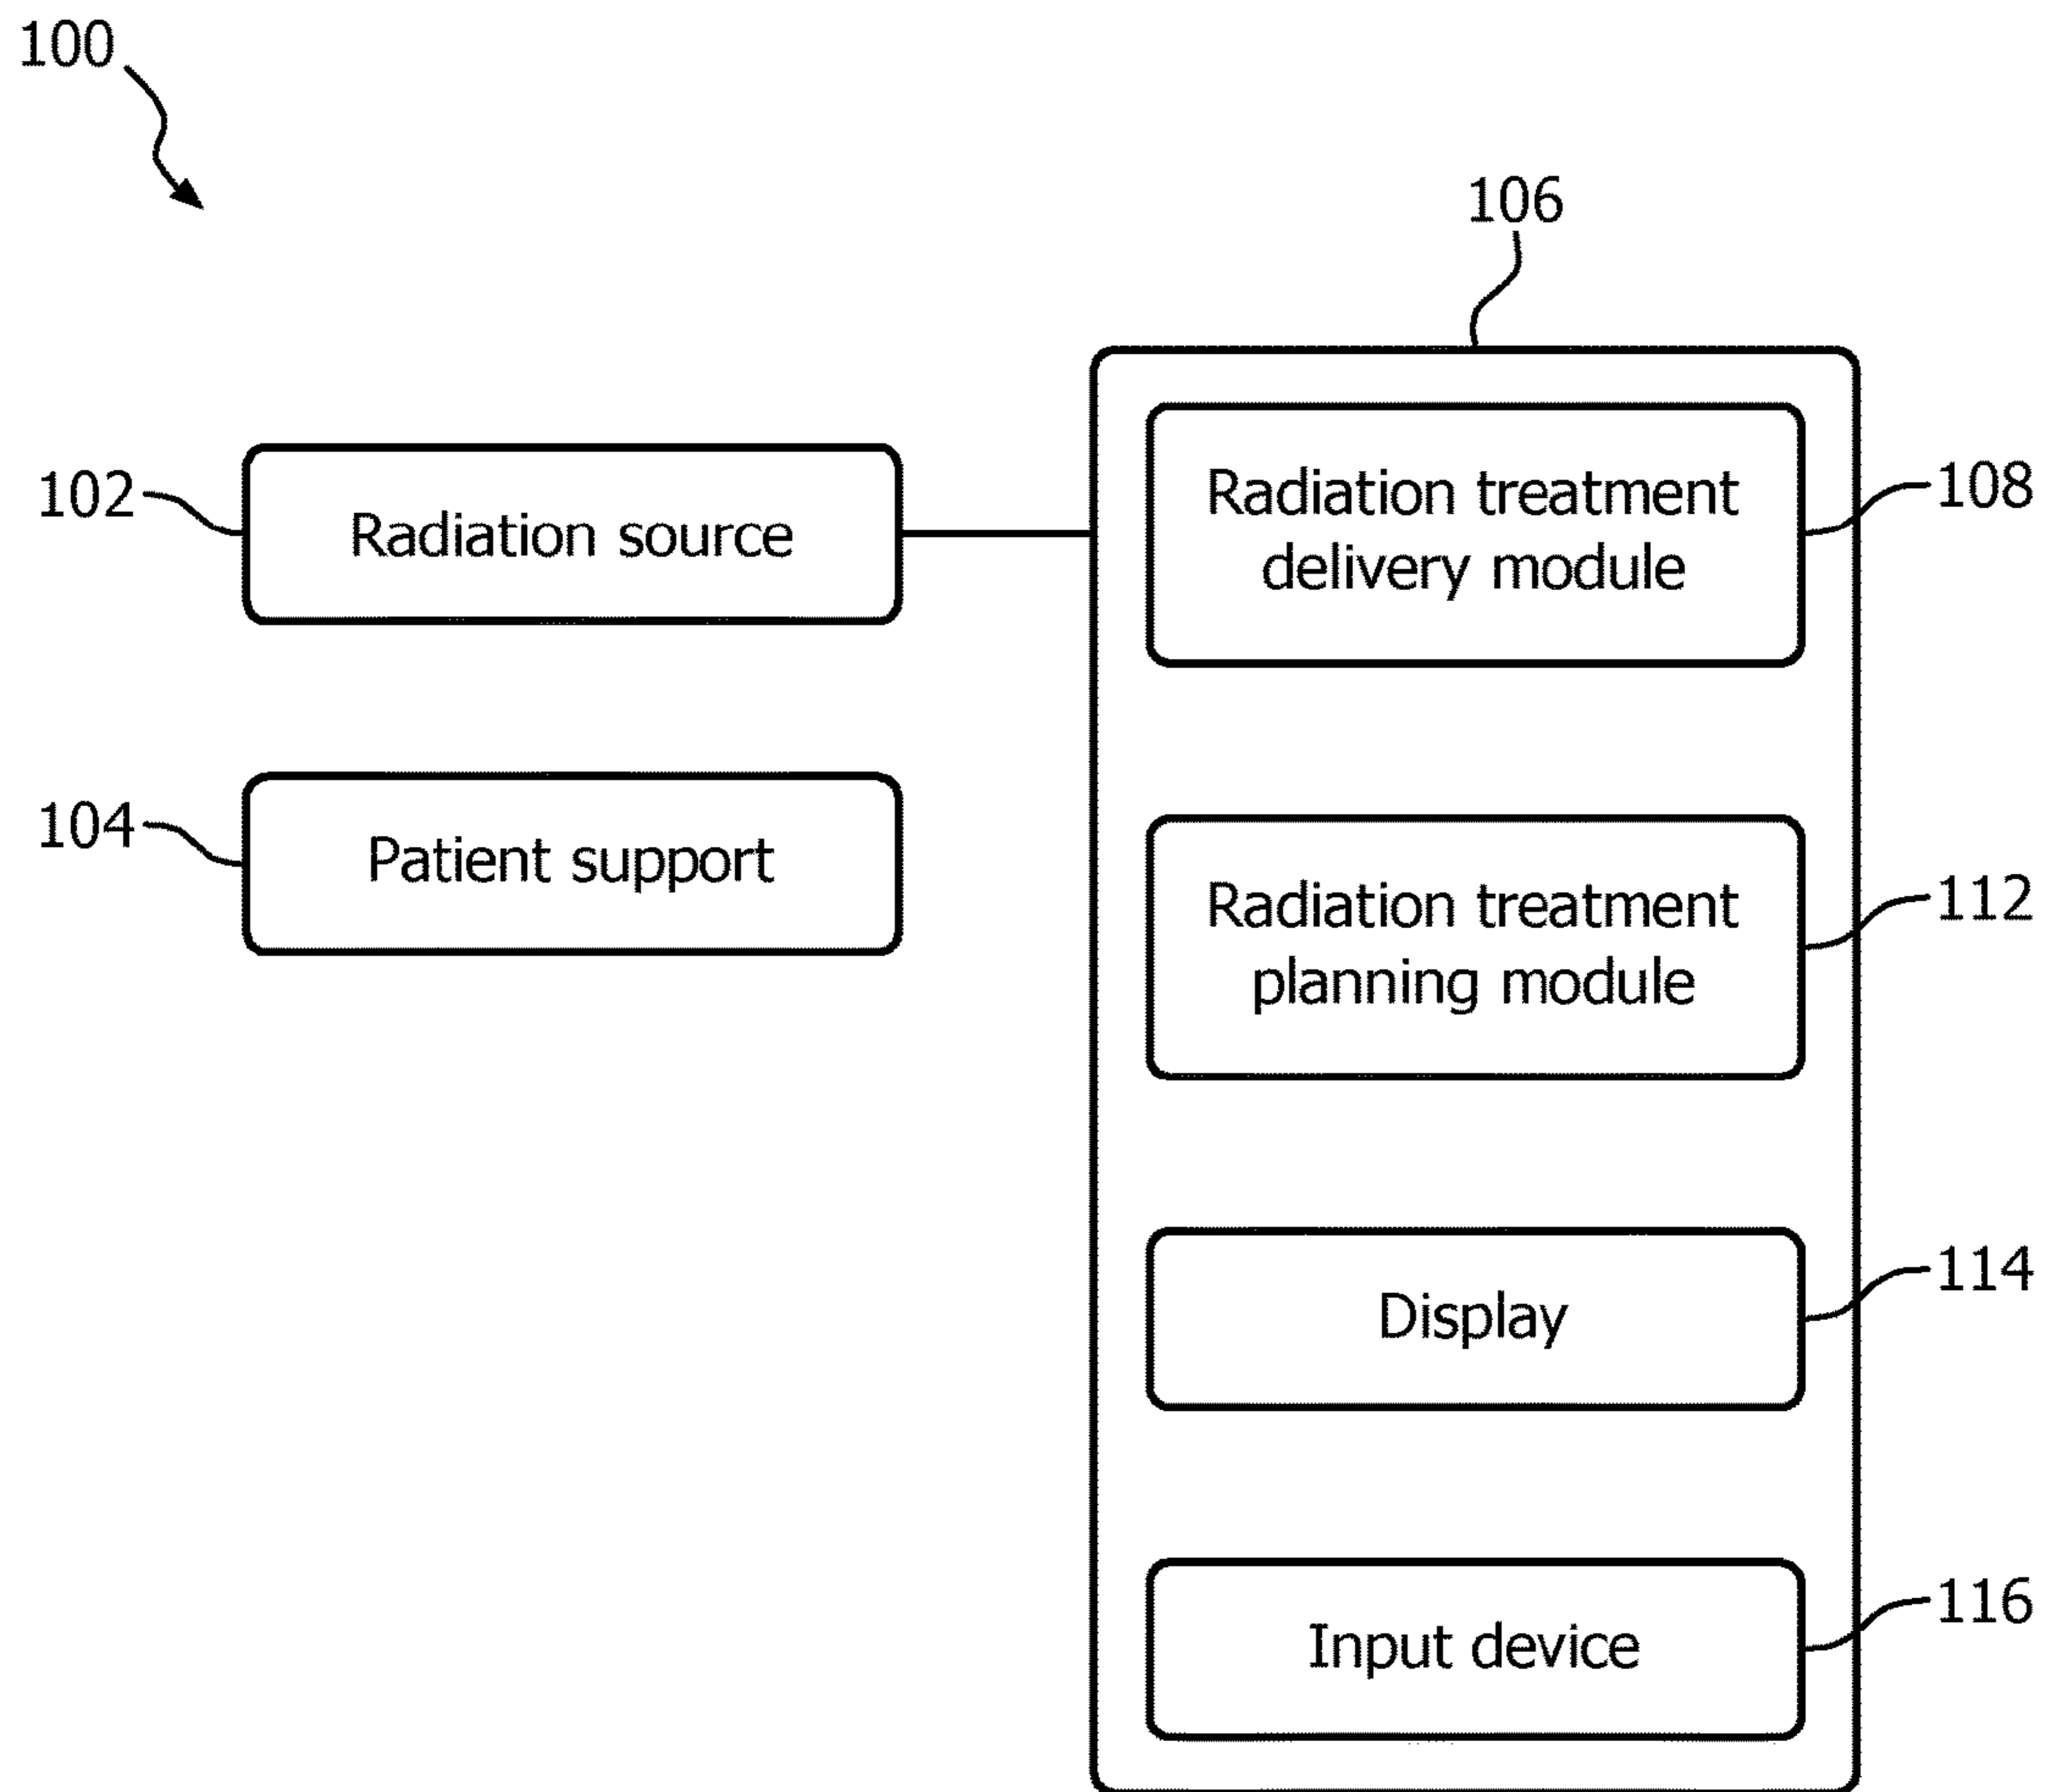 100
106
102
Radiation source
Radiation treatment
delivery module
108
104
Patient support
Radiation treatment
planning module
112
Display
114
Input device
116